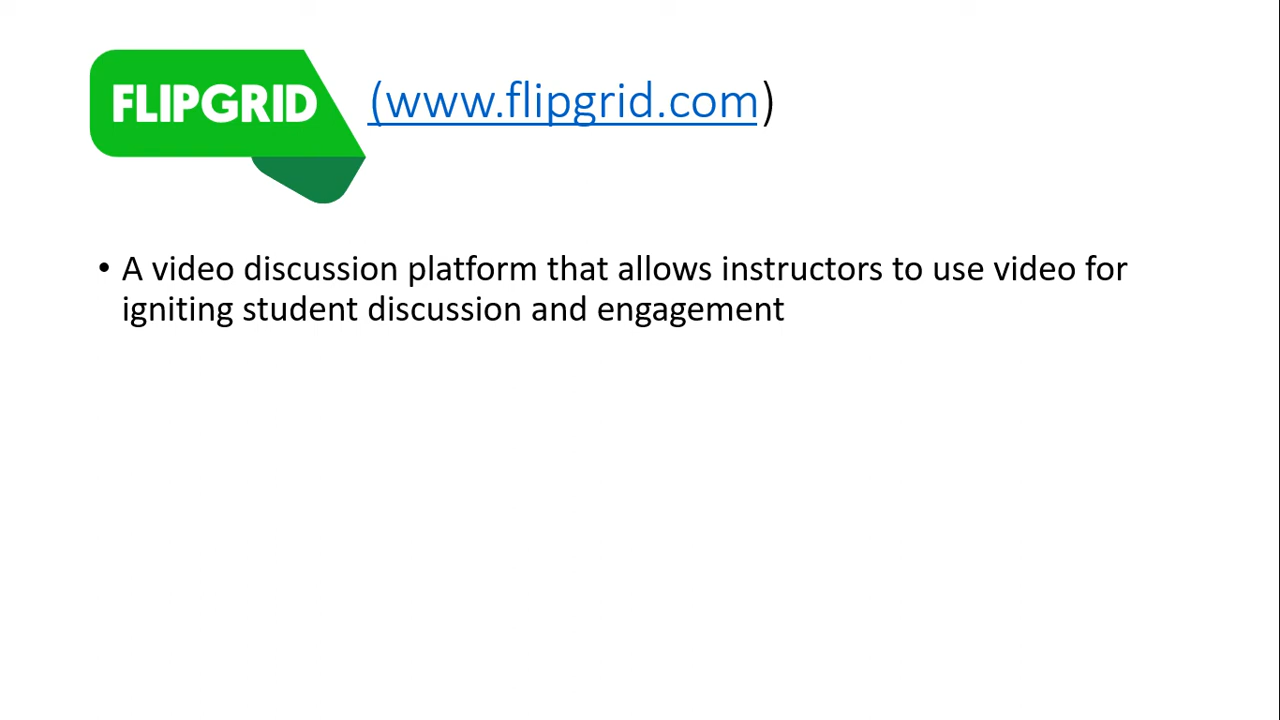 FLIPGRID (www.flipgrid.com)
• A video discussion platform that allows instructors to use video for
igniting student discussion and engagement